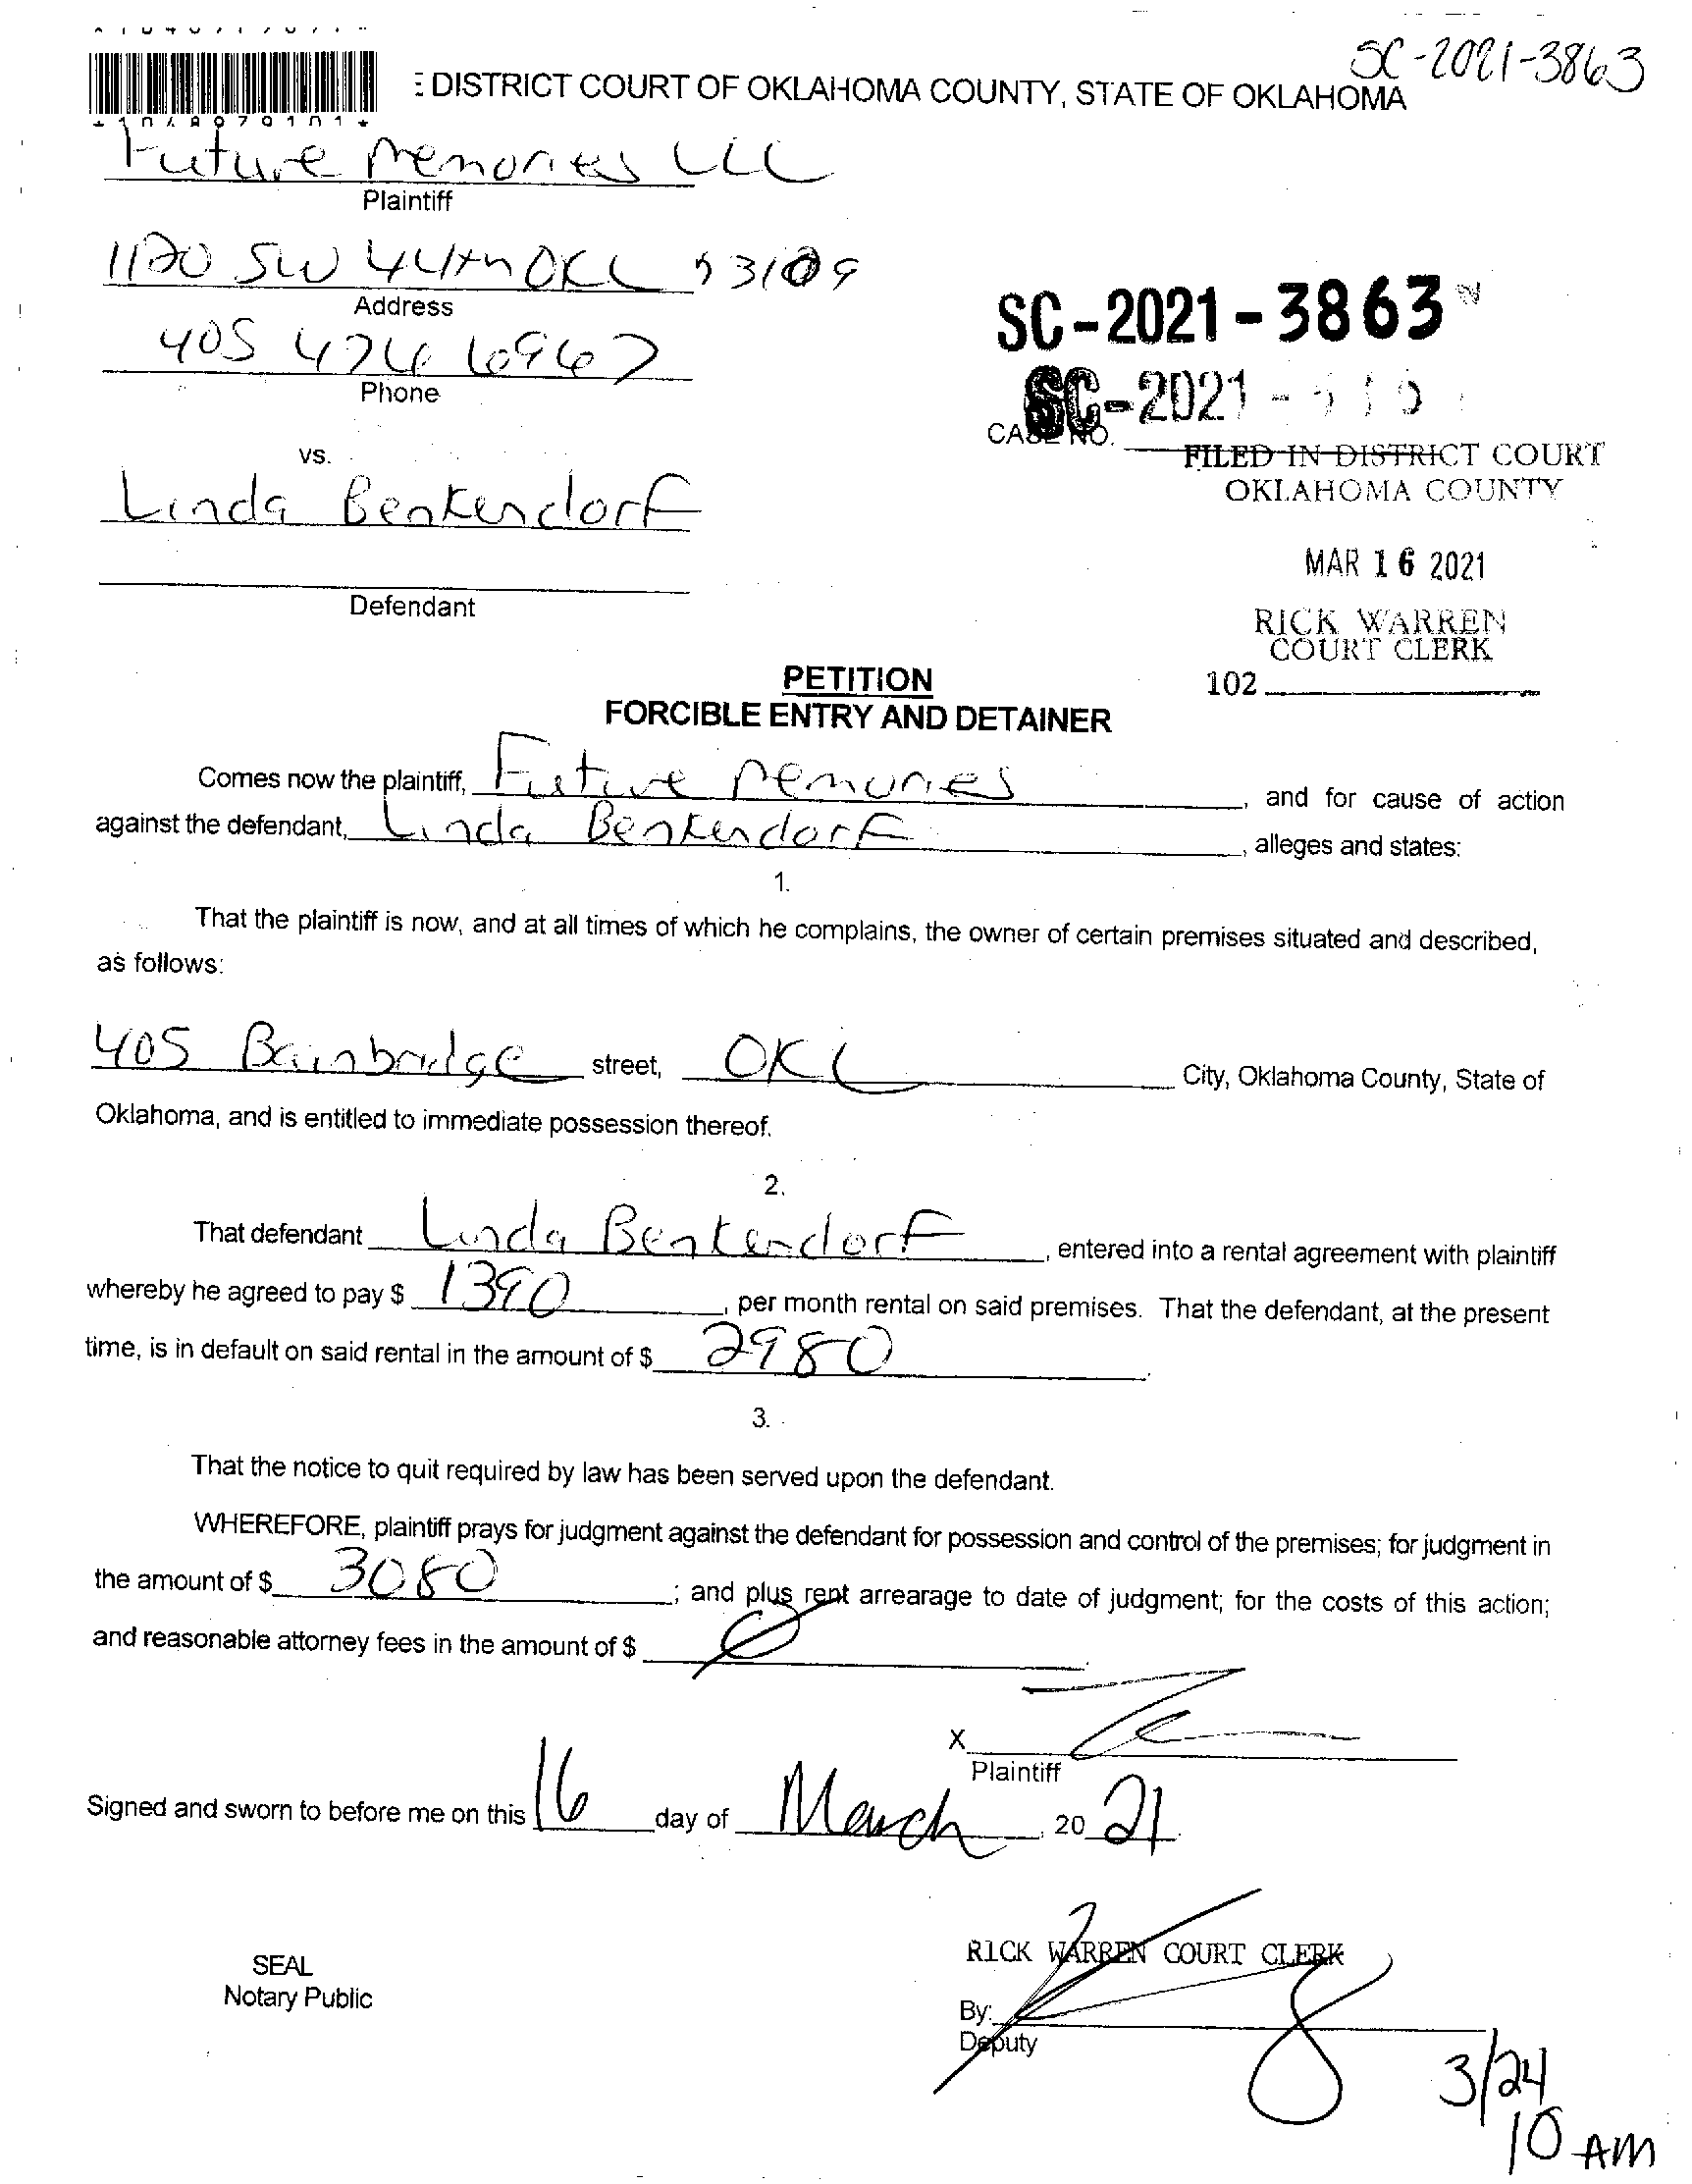 SC-2021-3863
E DISTRICT COURT OF OKLAHOMA COUNTY, STATE OF OKLAHOMA
Future Memories LLC
Plaintiff
1120 SW 44th OKC 73109
Address
405 474 6967
Phone
SC-2021-3863
SC-2021-
CASE NO.
vs.
FILED IN DISTRICT COURT
OKLAHOMA COUNTY
Linda Benkendorf
MAR 16 2021
Defendant
RICK WARREN
COURT CLERK
102
PETITION
FORCIBLE ENTRY AND DETAINER
Comes now the plaintiff, Future Memories, and for cause of action
against the defendant, Linda Benkendorf, alleges and states:
1.
That the plaintiff is now, and at all times of which he complains, the owner of certain premises situated and described,
as follows:
405 Bainbridge street, OKC City, Oklahoma County, State of
Oklahoma, and is entitled to immediate possession thereof.
2.
That defendant Linda Benkendorf, entered into a rental agreement with plaintiff
whereby he agreed to pay $ 1390, per month rental on said premises. That the defendant, at the present
time, is in default on said rental in the amount of $ 2980.
3.
That the notice to quit required by law has been served upon the defendant.
WHEREFORE, plaintiff prays for judgment against the defendant for possession and control of the premises; for judgment in
the amount of $ 3080; and plus rent arrearage to date of judgment; for the costs of this action;
and reasonable attorney fees in the amount of $ 0.
X
Plaintiff
Signed and sworn to before me on this 16 day of March, 20 21.
RICK WARREN COURT CLERK
SEAL
Notary Public
By:
Deputy
3/24
10 AM